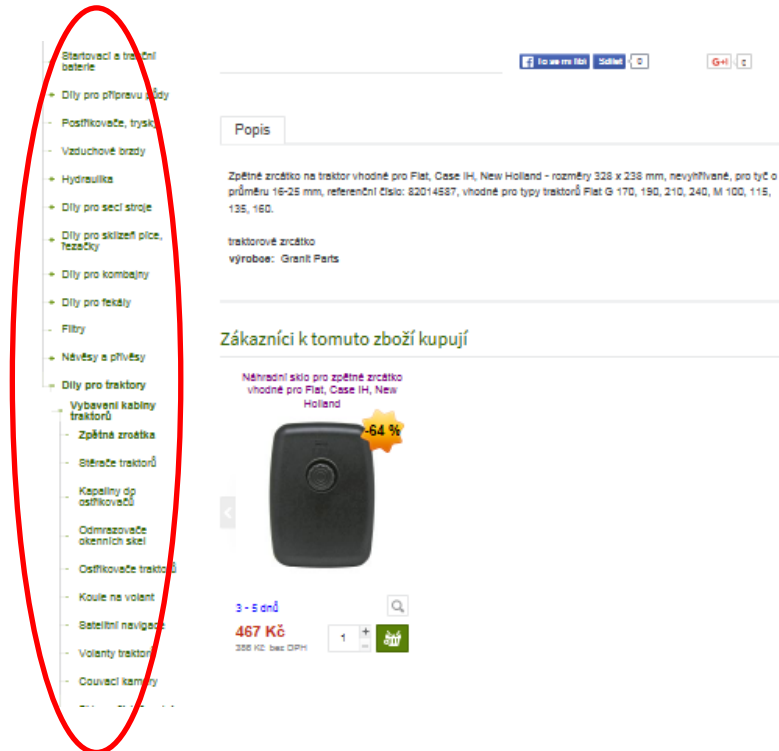 Startovací a trakční
baterie
Díly pro přípravu půdy
Postřikovače, trysky
Vzduchové brzdy
Hydraulika
Díly pro secí stroje
Díly pro sklizeň píce,
řezačky
Díly pro kombajny
Díly pro fekály
Filtry
Návěsy a přívěsy
Díly pro traktory
Vybavení kabiny
traktorů
Zpětná zrcátka
Stěrače traktorů
Kapaliny do
ostřikovačů
Odmrazovače
okenních skel
Ostřikovače traktorů
Koule na volant
Satelitní navigace
Volanty traktorů
Couvací kamery
To se mi líbí Sdílet 0
G+1 0
Popis
Zpětné zrcátko na traktor vhodné pro Fiat, Case IH, New Holland - rozměry 328 x 238 mm, nevyhřívané, pro tyč o
průměru 16-25 mm, referenční číslo: 82014587, vhodné pro typy traktorů Fiat G 170, 190, 210, 240, M 100, 115,
135, 160.
traktorové zrcátko
výrobce: Granit Parts
Zákazníci k tomuto zboží kupují
Náhradní sklo pro zpětné zrcátko
vhodné pro Fiat, Case IH, New
Holland
-64 %
3 - 5 dnů
467 Kč
386 Kč bez DPH
1 + -